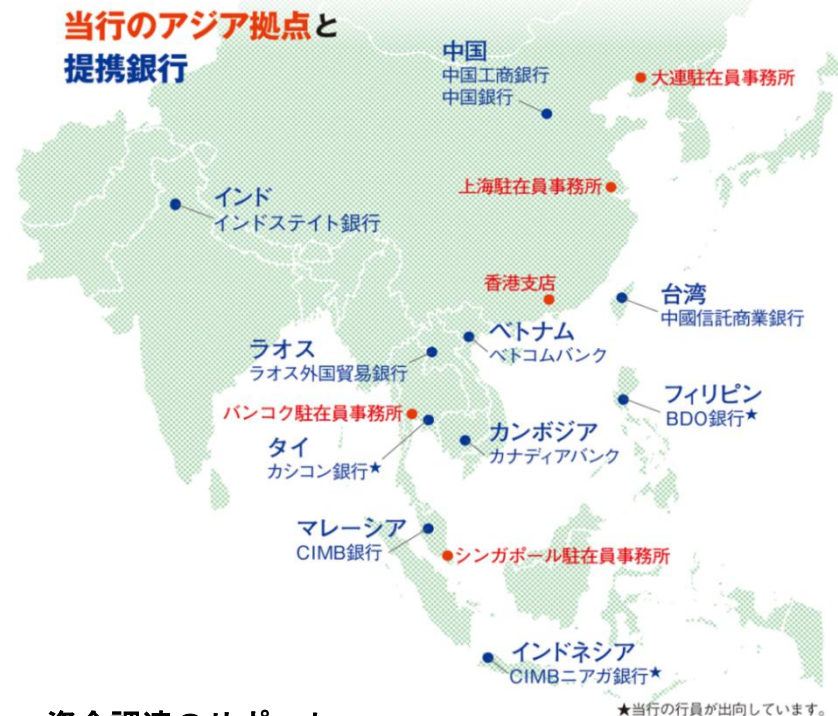 当行のアジア拠点と
提携銀行
中国
中国工商銀行
中国銀行
大連駐在員事務所
上海駐在員事務所
インド
インドステイト銀行
香港支店
台湾
中國信託商業銀行
ベトナム
ベトコムバンク
ラオス
ラオス外国貿易銀行
フィリピン
BDO銀行★
バンコク駐在員事務所
タイ
カシコン銀行★
カンボジア
カナディアバンク
マレーシア
CIMB銀行
シンガポール駐在員事務所
インドネシア
CIMBニアガ銀行★
★当行の行員が出向しています。
資金調達のサポート